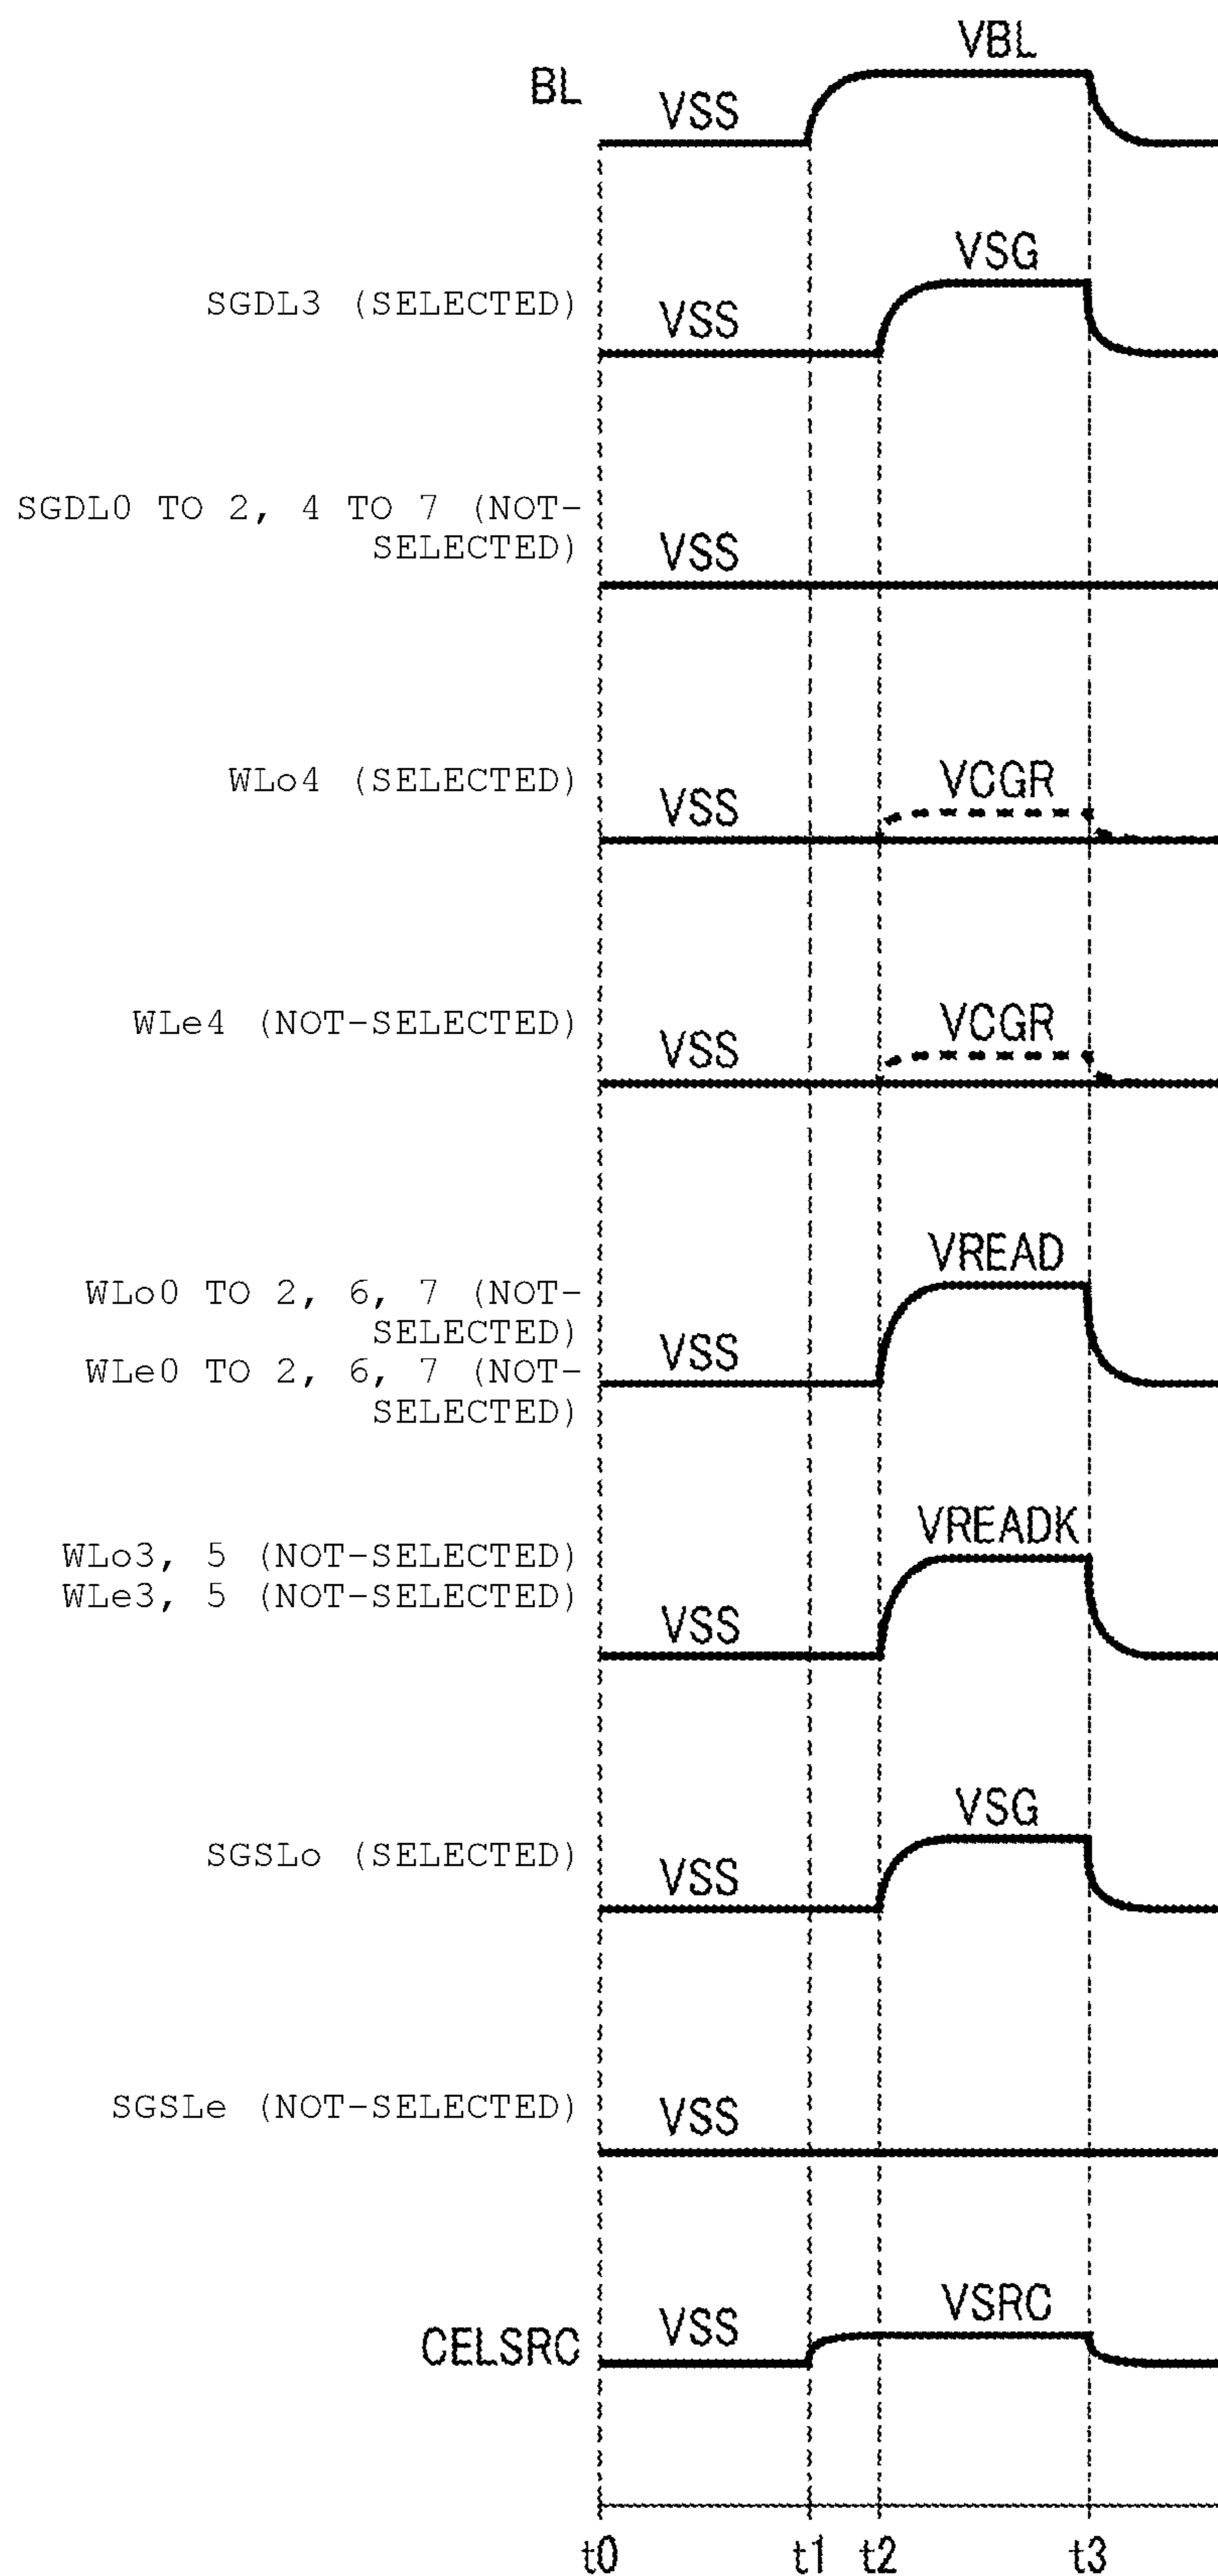 VBL
BL
VSS
VSG
SGDL3 (SELECTED)
VSS
SGDL0 TO 2, 4 TO 7 (NOT-
SELECTED)
VSS
VCGR
WLo4 (SELECTED)
VSS
VCGR
WLe4 (NOT-SELECTED)
VSS
VREAD
WLo0 TO 2, 6, 7 (NOT-
SELECTED)
VSS
WLe0 TO 2, 6, 7 (NOT-
SELECTED)
VREADK
WLo3, 5 (NOT-SELECTED)
WLe3, 5 (NOT-SELECTED)
VSS
VSG
SGSLo (SELECTED)
VSS
SGSLe (NOT-SELECTED)
VSS
VSRC
VSS
CELSRC
t0 t1 t2 t3